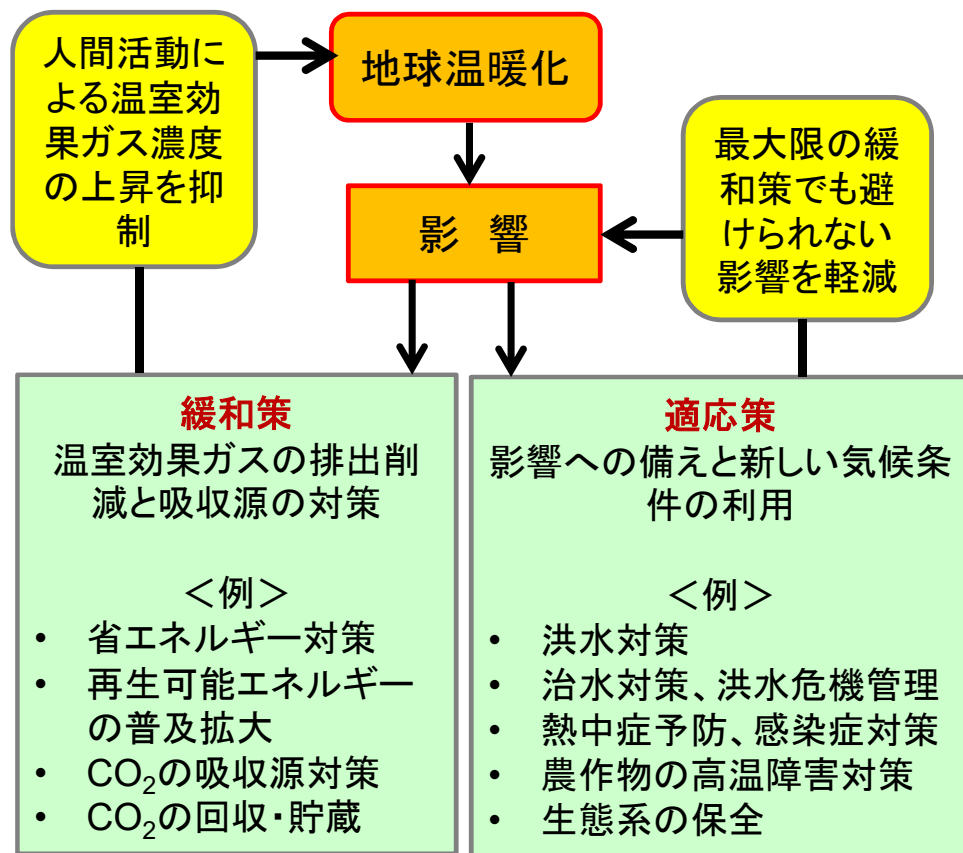 人間活動に
よる温室効
果ガス濃度
の上昇を抑
制
地球温暖化
影 響
最大限の緩
和策でも避
けられない
影響を軽減
緩和策
温室効果ガスの排出削
減と吸収源の対策
＜例＞
• 省エネルギー対策
• 再生可能エネルギー
の普及拡大
• CO₂の吸収源対策
• CO₂の回収・貯蔵
適応策
影響への備えと新しい気候条
件の利用
＜例＞
• 洪水対策
• 治水対策、洪水危機管理
• 熱中症予防、感染症対策
• 農作物の高温障害対策
• 生態系の保全